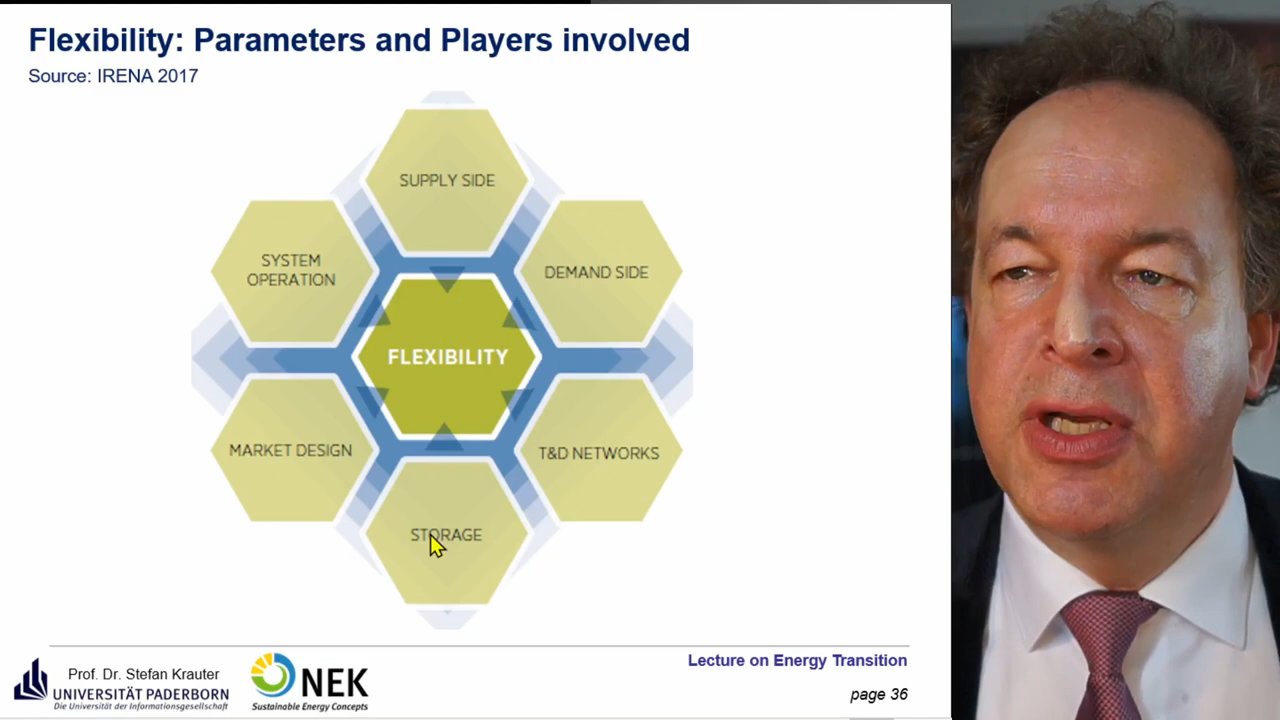 Flexibility: Parameters and Players involved
Source: IRENA 2017
SUPPLY SIDE
SYSTEM
OPERATION
DEMAND SIDE
FLEXIBILITY
MARKET DESIGN
T&D NETWORKS
STORAGE
Prof. Dr. Stefan Krauter
UNIVERSITÄT PADERBORN
Die Universität der Informationsgesellschaft
NEK
Sustainable Energy Concepts
Lecture on Energy Transition
page 36